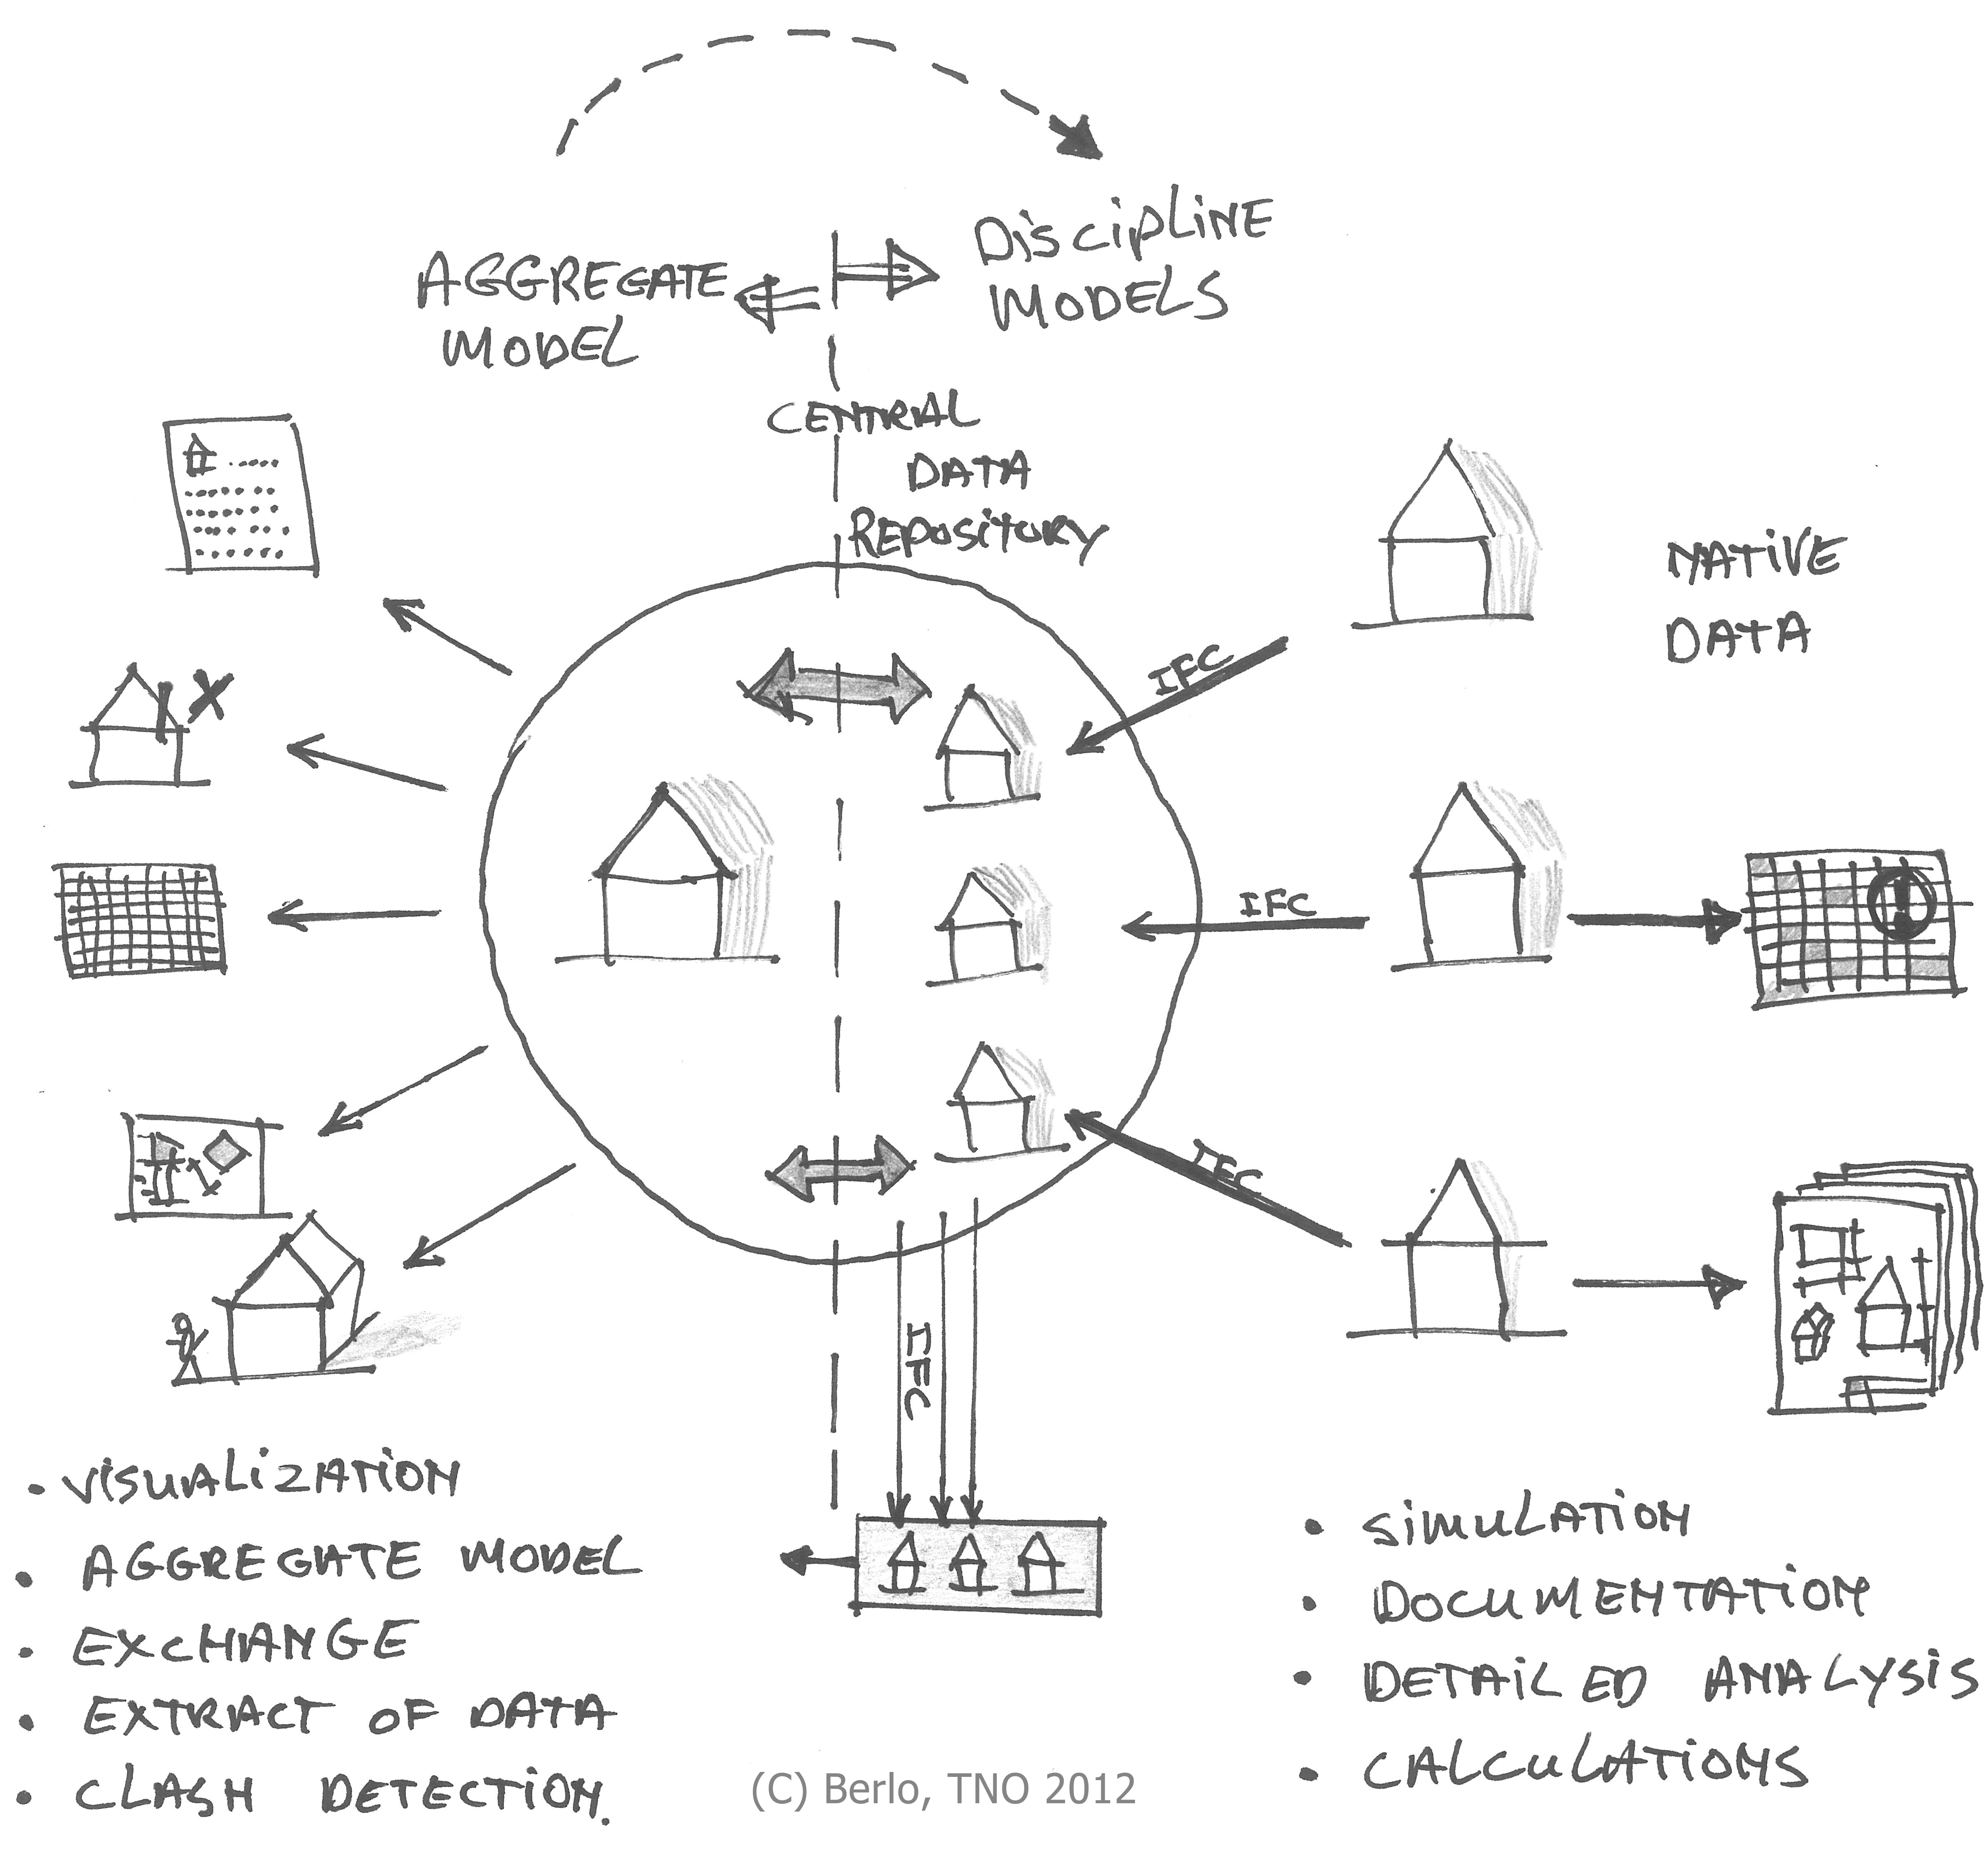 AGGREGATE
MODEL
DisciPLiNE
MODELS
CENTRAL
DATA
REPOSiTORY
NATiVE
DATA
IFC
IFC
IFC
IFC
• ViSUALiZATiON
• AGGREGATE MODEL
• EXCHANGE
• EXTRACT OF DATA
• CLASH DETECTiON.
• SiMULATiON
• DOCUMENTATiON
• DETAiLED ANALYSiS
• CALCULATiONS
(C) Berlo, TNO 2012